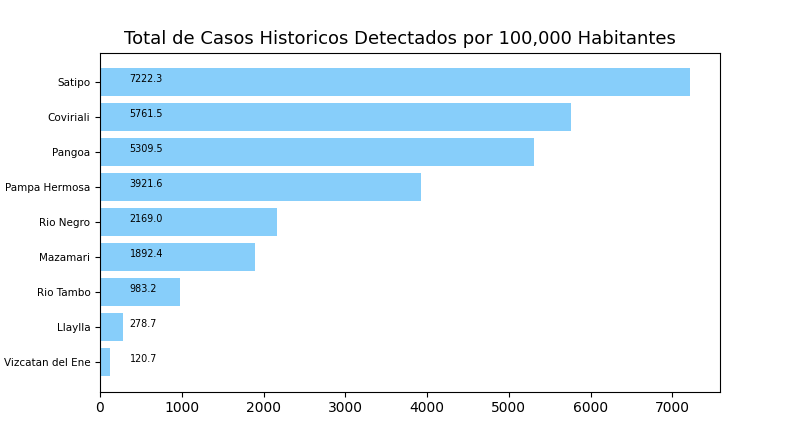 Total de Casos Historicos Detectados por 100,000 Habitantes
Satipo 7222.3
Coviriali 5761.5
Pangoa 5309.5
Pampa Hermosa 3921.6
Rio Negro 2169.0
Mazamari 1892.4
Rio Tambo 983.2
Llaylla 278.7
Vizcatan del Ene 120.7
0 1000 2000 3000 4000 5000 6000 7000